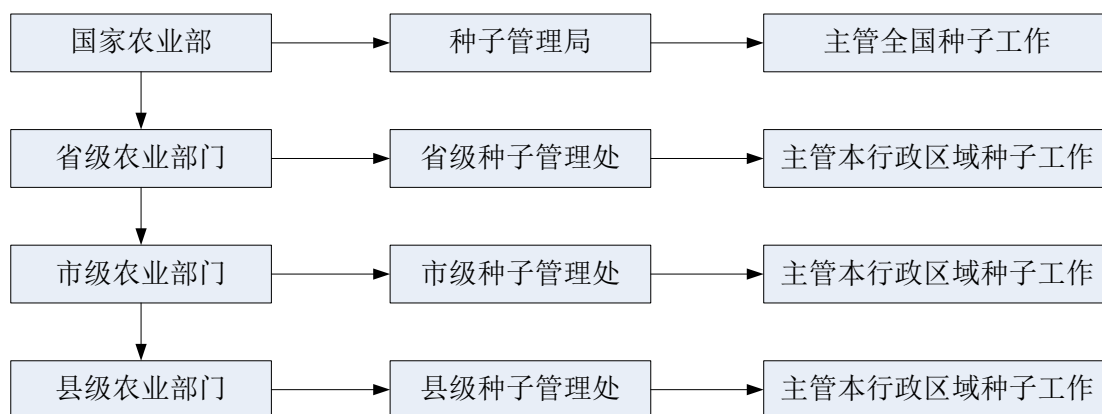 国家农业部
种子管理局
主管全国种子工作
省级农业部门
省级种子管理处
主管本行政区域种子工作
市级农业部门
市级种子管理处
主管本行政区域种子工作
县级农业部门
县级种子管理处
主管本行政区域种子工作